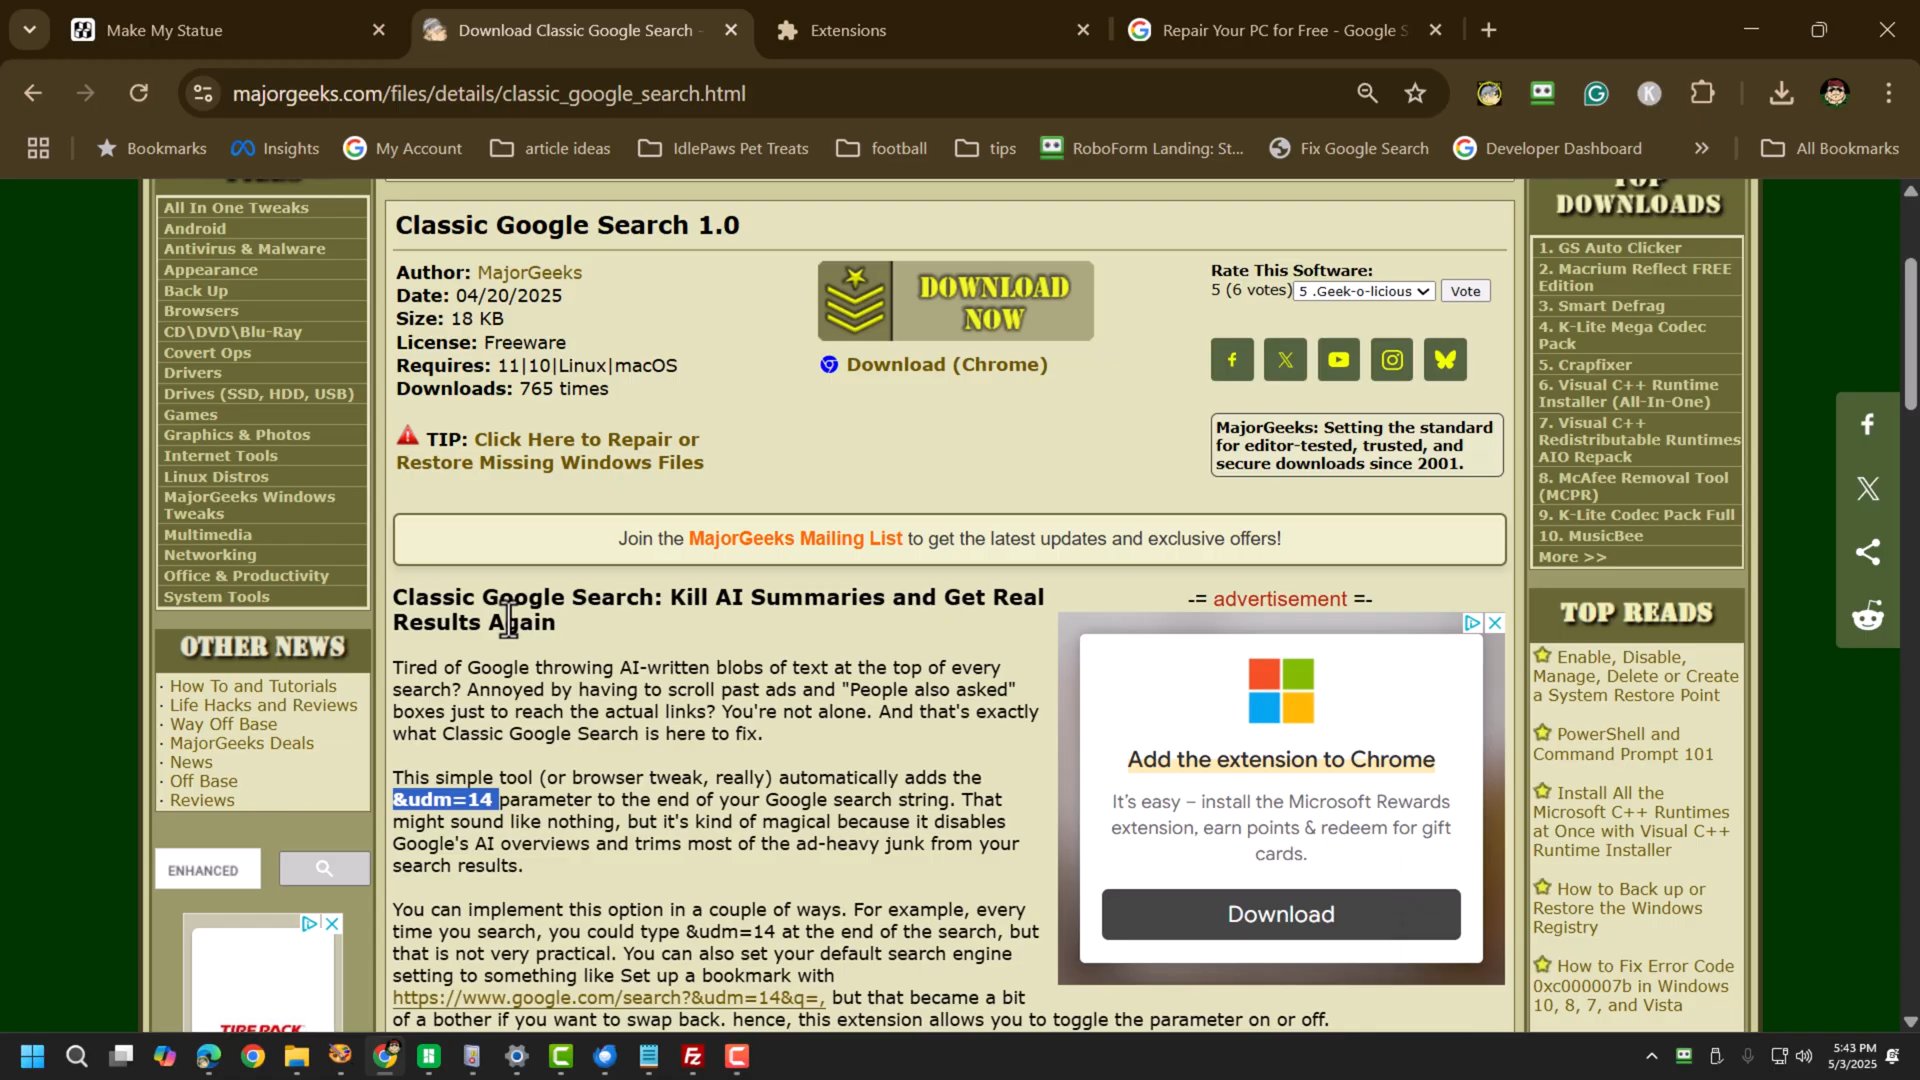 Make My Statue
Download Classic Google Search -
Extensions
Repair Your PC for Free - Google S
majorgeeks.com/files/details/classic_google_search.html
Bookmarks
Insights
My Account
article ideas
IdlePaws Pet Treats
football
tips
RoboForm Landing: St...
Fix Google Search
Developer Dashboard
All Bookmarks
All In One Tweaks
Android
Antivirus & Malware
Appearance
Back Up
Browsers
CD\DVD\Blu-Ray
Covert Ops
Drivers
Drives (SSD, HDD, USB)
Games
Graphics & Photos
Internet Tools
Linux Distros
MajorGeeks Windows
Tweaks
Multimedia
Networking
Office & Productivity
System Tools
OTHER NEWS
· How To and Tutorials
· Life Hacks and Reviews
· Way Off Base
· MajorGeeks Deals
· News
· Off Base
· Reviews
ENHANCED
TIRE RACK
Classic Google Search 1.0
Author: MajorGeeks
Date: 04/20/2025
Size: 18 KB
License: Freeware
Requires: 11|10|Linux|macOS
Downloads: 765 times
TIP: Click Here to Repair or
Restore Missing Windows Files
DOWNLOAD
NOW
Download (Chrome)
Rate This Software:
5 (6 votes) 5 .Geek-o-licious Vote
MajorGeeks: Setting the standard
for editor-tested, trusted, and
secure downloads since 2001.
Join the MajorGeeks Mailing List to get the latest updates and exclusive offers!
Classic Google Search: Kill AI Summaries and Get Real
Results Again
Tired of Google throwing AI-written blobs of text at the top of every
search? Annoyed by having to scroll past ads and "People also asked"
boxes just to reach the actual links? You're not alone. And that's exactly
what Classic Google Search is here to fix.
This simple tool (or browser tweak, really) automatically adds the
&udm=14 parameter to the end of your Google search string. That
might sound like nothing, but it's kind of magical because it disables
Google's AI overviews and trims most of the ad-heavy junk from your
search results.
You can implement this option in a couple of ways. For example, every
time you search, you could type &udm=14 at the end of the search, but
that is not very practical. You can also set your default search engine
setting to something like Set up a bookmark with
https://www.google.com/search?&udm=14&q=, but that became a bit
of a bother if you want to swap back. hence, this extension allows you to toggle the parameter on or off.
-= advertisement =-
Add the extension to Chrome
It's easy – install the Microsoft Rewards
extension, earn points & redeem for gift
cards.
Download
TOP
DOWNLOADS
1. GS Auto Clicker
2. Macrium Reflect FREE
Edition
3. Smart Defrag
4. K-Lite Mega Codec
Pack
5. Crapfixer
6. Visual C++ Runtime
Installer (All-In-One)
7. Visual C++
Redistributable Runtimes
AIO Repack
8. McAfee Removal Tool
(MCPR)
9. K-Lite Codec Pack Full
10. MusicBee
More >>
TOP READS
Enable, Disable,
Manage, Delete or Create
a System Restore Point
PowerShell and
Command Prompt 101
Install All the
Microsoft C++ Runtimes
at Once with Visual C++
Runtime Installer
How to Back up or
Restore the Windows
Registry
How to Fix Error Code
0xc000007b in Windows
10, 8, 7, and Vista
5:43 PM
5/3/2025